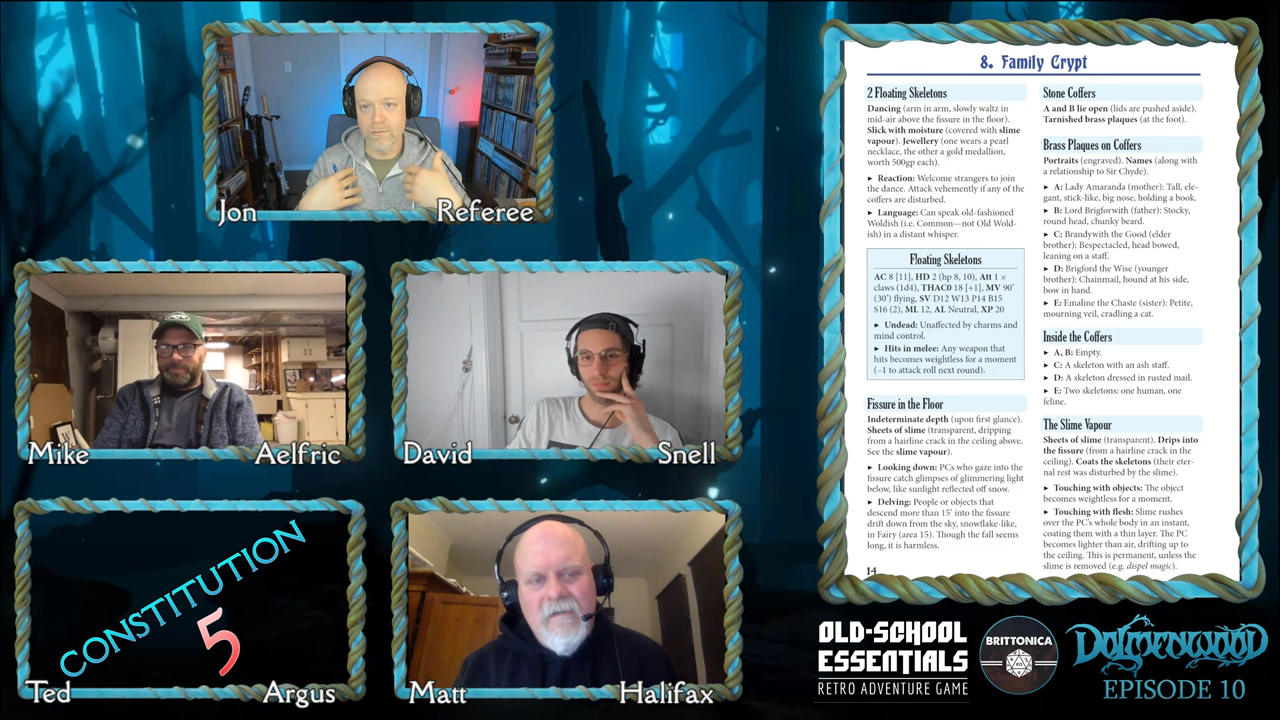 Jon
Referee
Mike
Aelfric
David
Snell
CONSTITUTION
5
Ted
Argus
Matt
Halifax
8. Family Crypt
2 Floating Skeletons
Dancing (arm in arm, slowly waltz in
mid-air above the fissure in the floor).
Slick with moisture (covered with slime
vapour). Jewellery (one wears a pearl
necklace, the other a gold medallion,
worth 500gp each).
► Reaction: Welcome strangers to join
the dance. Attack vehemently if any of the
coffers are disturbed.
► Language: Can speak old-fashioned
Woldish (i.e. Common—not Old Wold-
ish) in a distant whisper.
Floating Skeletons
AC 8 [11], HD 2 (hp 8, 10), Att 1 ×
claws (1d4), THAC0 18 [+1], MV 90'
(30') flying, SV D12 W13 P14 B15
S16 (2), ML 12, AL Neutral, XP 20
► Undead: Unaffected by charms and
mind control.
► Hits in melee: Any weapon that
hits becomes weightless for a moment
(–1 to attack roll next round).
Fissure in the Floor
Indeterminate depth (upon first glance).
Sheets of slime (transparent, dripping
from a hairline crack in the ceiling above.
See the slime vapour).
► Looking down: PCs who gaze into the
fissure catch glimpses of glimmering light
below, like sunlight reflected off snow.
► Delving: People or objects that
descend more than 15' into the fissure
drift down from the sky, snowflake-like,
in Fairy (area 15). Though the fall seems
long, it is harmless.
14
Stone Coffers
A and B lie open (lids are pushed aside).
Tarnished brass plaques (at the foot).
Brass Plaques on Coffers
Portraits (engraved). Names (along with
a relationship to Sir Chyde).
► A: Lady Amaranda (mother): Tall, ele-
gant, stick-like, big nose, holding a book.
► B: Lord Brigforwith (father): Stocky,
round head, chunky beard.
► C: Brandywith the Good (elder
brother): Bespectacled, head bowed,
leaning on a staff.
► D: Brigford the Wise (younger
brother): Chainmail, hound at his side,
bow in hand.
► E: Emaline the Chaste (sister): Petite,
mourning veil, cradling a cat.
Inside the Coffers
► A, B: Empty.
► C: A skeleton with an ash staff.
► D: A skeleton dressed in rusted mail.
► E: Two skeletons: one human, one
feline.
The Slime Vapour
Sheets of slime (transparent). Drips into
the fissure (from a hairline crack in the
ceiling). Coats the skeletons (their eter-
nal rest was disturbed by the slime).
► Touching with objects: The object
becomes weightless for a moment.
► Touching with flesh: Slime rushes
over the PC's whole body in an instant,
coating them with a thin layer. The PC
becomes lighter than air, drifting up to
the ceiling. This is permanent, unless the
slime is removed (e.g. dispel magic).
OLD-SCHOOL
ESSENTIALS
RETRO ADVENTURE GAME
BRITTONICA
Dolmenwood
EPISODE 10